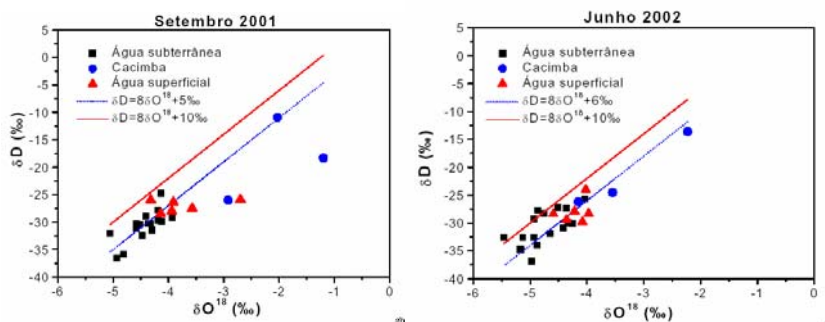 Setembro 2001
5
0
-5
-10
-15
-20
-25
-30
-35
-40
δD (‰)
Água subterrânea
Cacimba
Água superficial
δD=8δO¹⁸+5‰
δD=8δO¹⁸+10‰
-6 -5 -4 -3 -2 -1
δO¹⁸ (‰)
Junho 2002
5
0
-5
-10
-15
-20
-25
-30
-35
-40
δD (‰)
Água subterrânea
Cacimba
Água superficial
δD=8δO¹⁸+6‰
δD=8δO¹⁸+10‰
-6 -5 -4 -3 -2 -1 0
δO¹⁸ (‰)